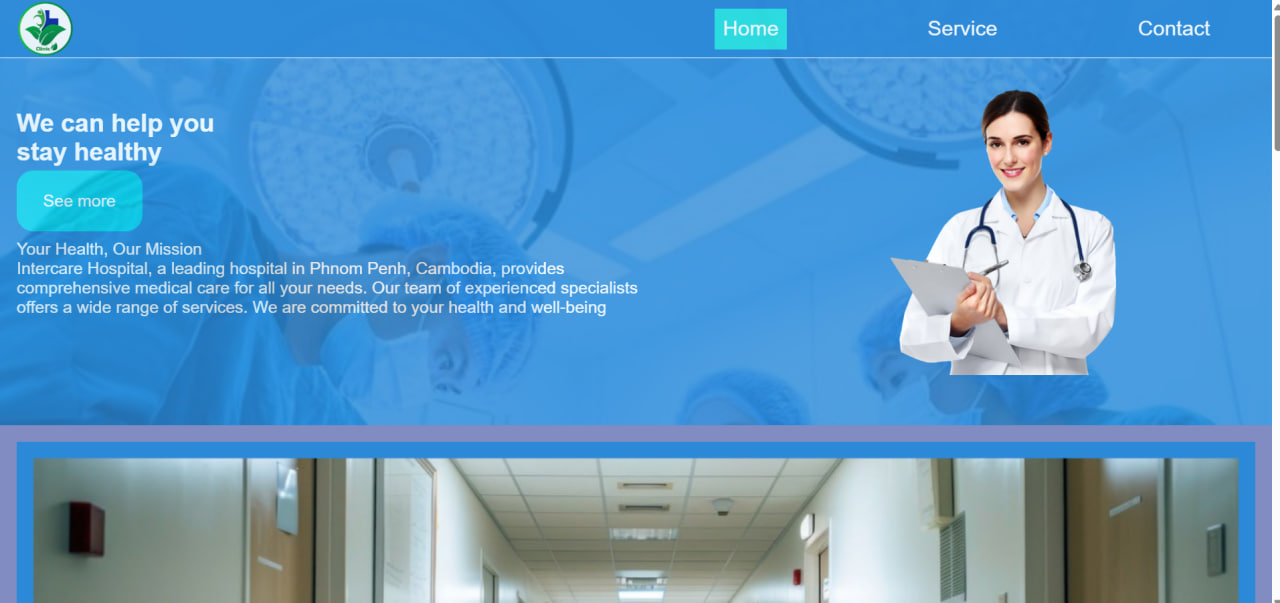 Clinic
Home
Service
Contact
We can help you
stay healthy
See more
Your Health, Our Mission
Intercare Hospital, a leading hospital in Phnom Penh, Cambodia, provides
comprehensive medical care for all your needs. Our team of experienced specialists
offers a wide range of services. We are committed to your health and well-being